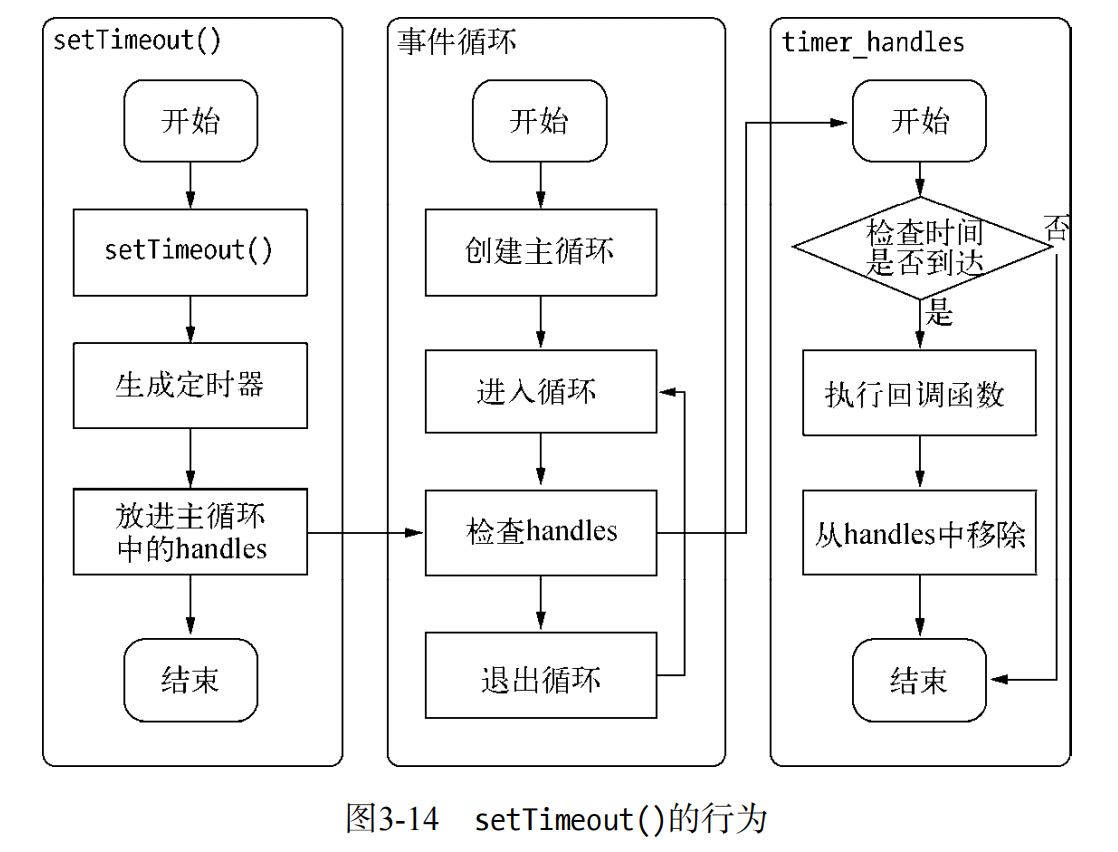 setTimeout()
开始
setTimeout()
生成定时器
放进主循环
中的handles
结束
事件循环
开始
创建主循环
进入循环
检查handles
退出循环
timer_handles
开始
检查时间
是否到达
否
是
执行回调函数
从handles中移除
结束
图3-14 setTimeout()的行为